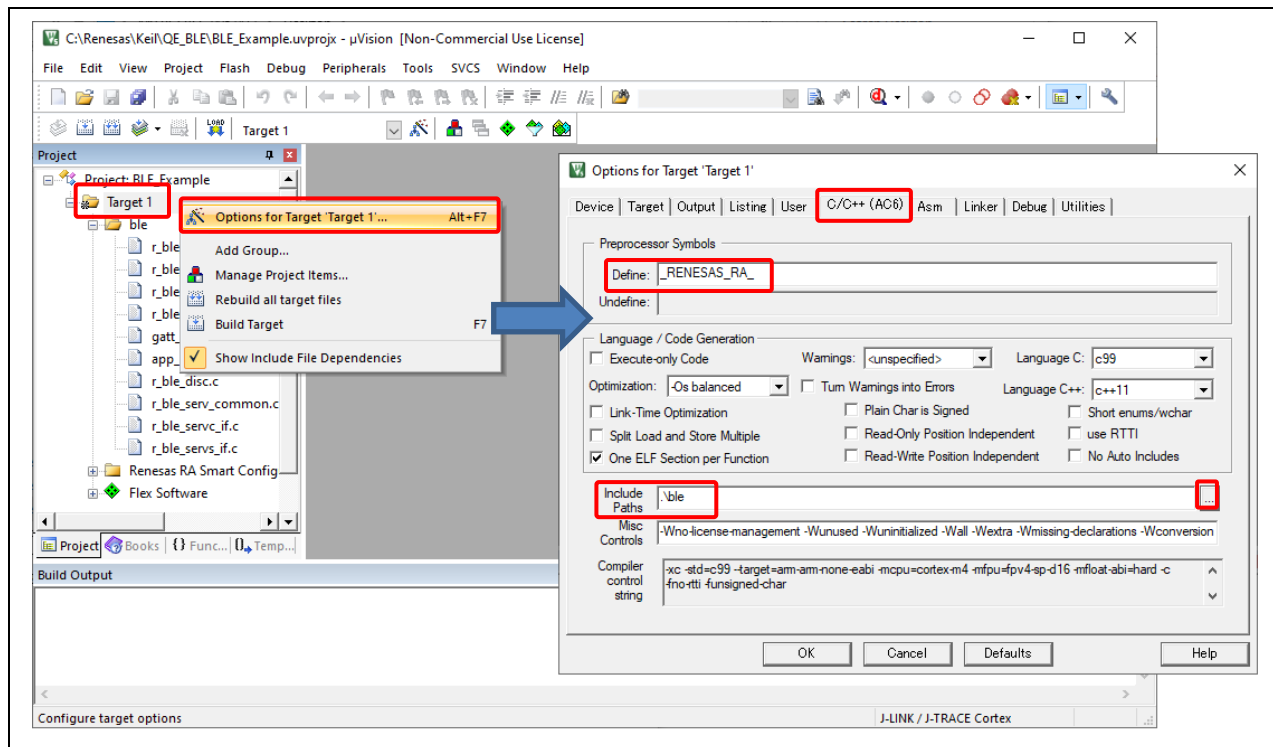 C:\Renesas\Keil\QE_BLE\BLE_Example.uvprojx - µVision [Non-Commercial Use License]
File Edit View Project Flash Debug Peripherals Tools SVCS Window Help
LOAD
Target 1
Project
Project: BLE_Example
Target 1
ble
r_ble
r_ble
r_ble
r_ble
gatt_
app_
r_ble_disc.c
r_ble_serv_common.c
r_ble_servc_if.c
r_ble_servs_if.c
Renesas RA Smart Config
Flex Software
Options for Target 'Target 1'... Alt+F7
Add Group...
Manage Project Items...
Rebuild all target files
Build Target F7
Show Include File Dependencies
Project Books {} Func... Temp...
Build Output
Configure target options
J-LINK / J-TRACE Cortex
Options for Target 'Target 1'
Device Target Output Listing User C/C++ (AC6) Asm Linker Debug Utilities
Preprocessor Symbols
Define: _RENESAS_RA_
Undefine:
Language / Code Generation
Execute-only Code Warnings: <unspecified> Language C: c99
Optimization: -Os balanced Turn Warnings into Errors Language C++: c++11
Link-Time Optimization Plain Char is Signed Short enums/wchar
Split Load and Store Multiple Read-Only Position Independent use RTTI
One ELF Section per Function Read-Write Position Independent No Auto Includes
Include Paths .\ble ...
Misc Controls -Wno-license-management -Wunused -Wuninitialized -Wall -Wextra -Wmissing-declarations -Wconversion
Compiler control string -xc -std=c99 --target=arm-arm-none-eabi -mcpu=cortex-m4 -mfpu=fpv4-sp-d16 -mfloat-abi=hard -c
-fno-rtti -funsigned-char
OK Cancel Defaults Help